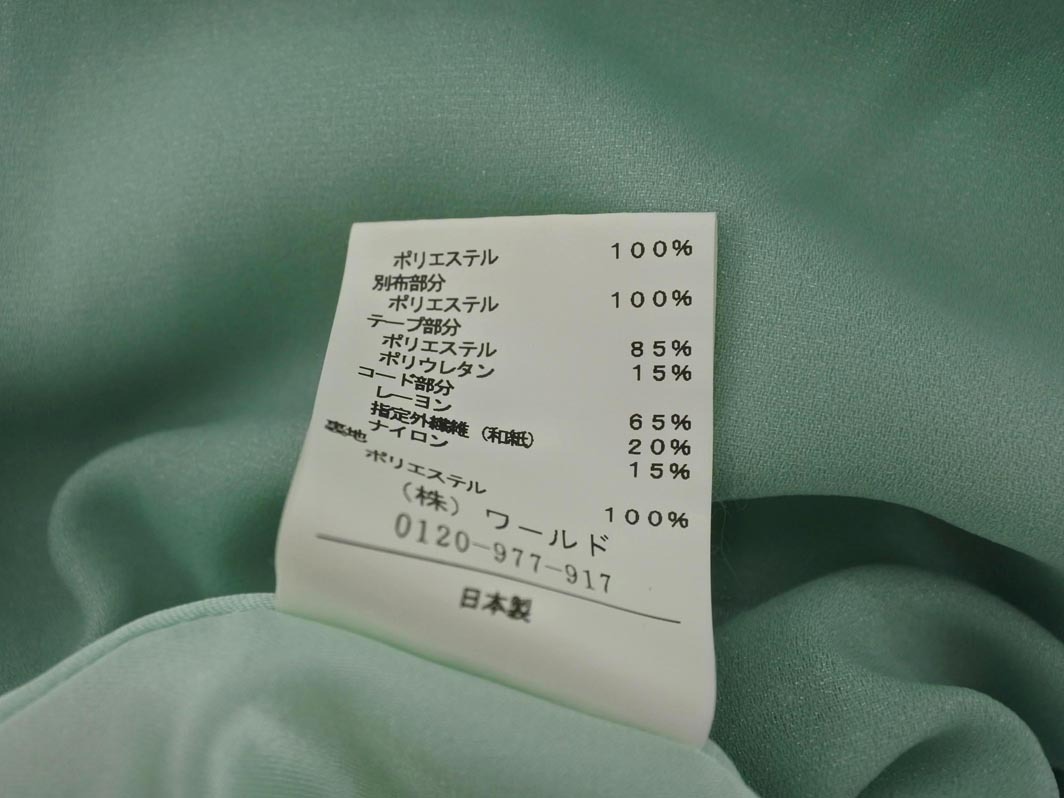 ポリエステル １００％
別布部分
ポリエステル １００％
テープ部分
ポリエステル ８５％
ポリウレタン １５％
コード部分
レーヨン ６５％
指定外繊維（和紙） ２０％
ナイロン １５％
裏地
ポリエステル １００％
（株）ワールド
0120-977-917
日本製